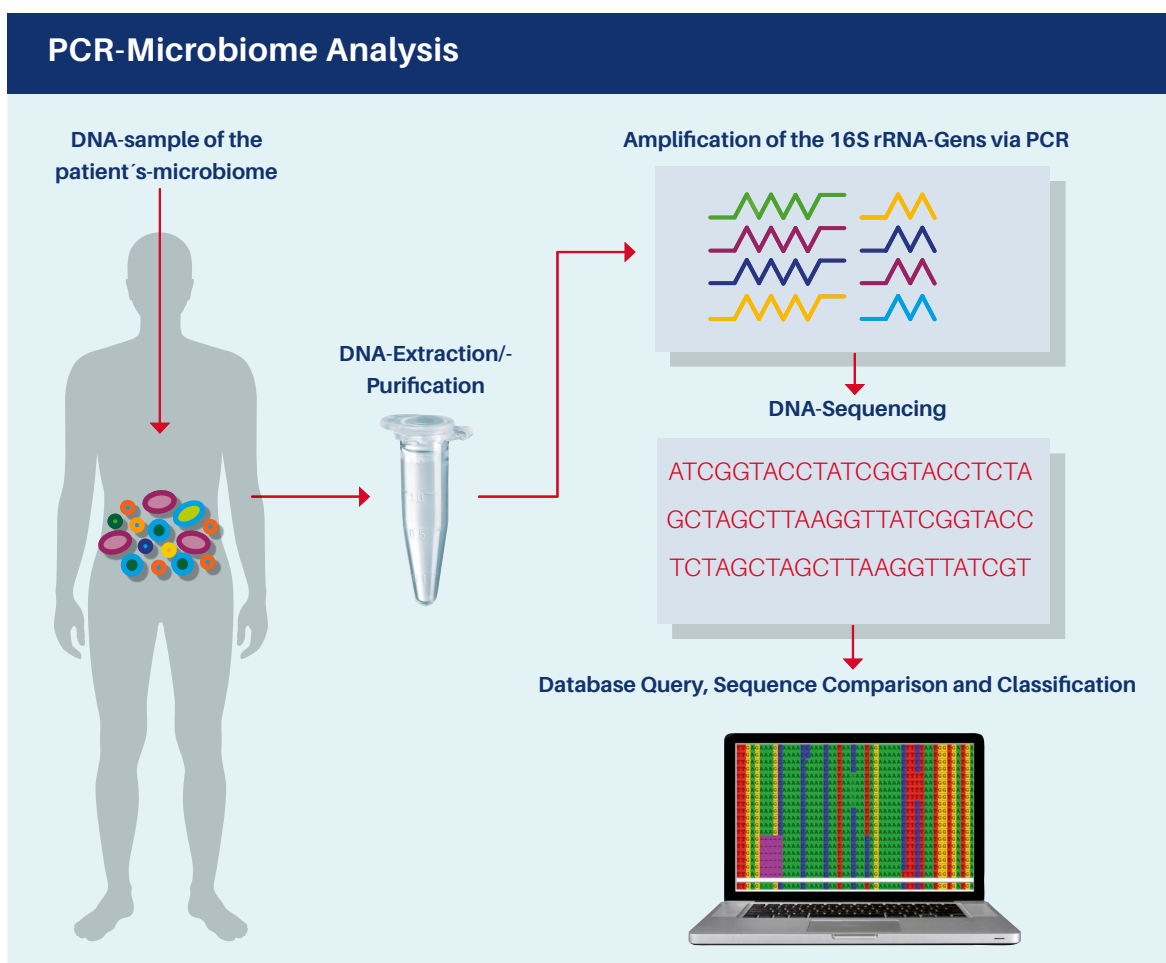 PCR-Microbiome Analysis
DNA-sample of the
patient´s-microbiome
DNA-Extraction/-
Purification
Amplification of the 16S rRNA-Gens via PCR
DNA-Sequencing
ATCGGTACCTATCGGTACCTCTA
GCTAGCTTAAGGTTATCGGTACC
TCTAGCTAGCTTAAGGTTATCGT
Database Query, Sequence Comparison and Classification